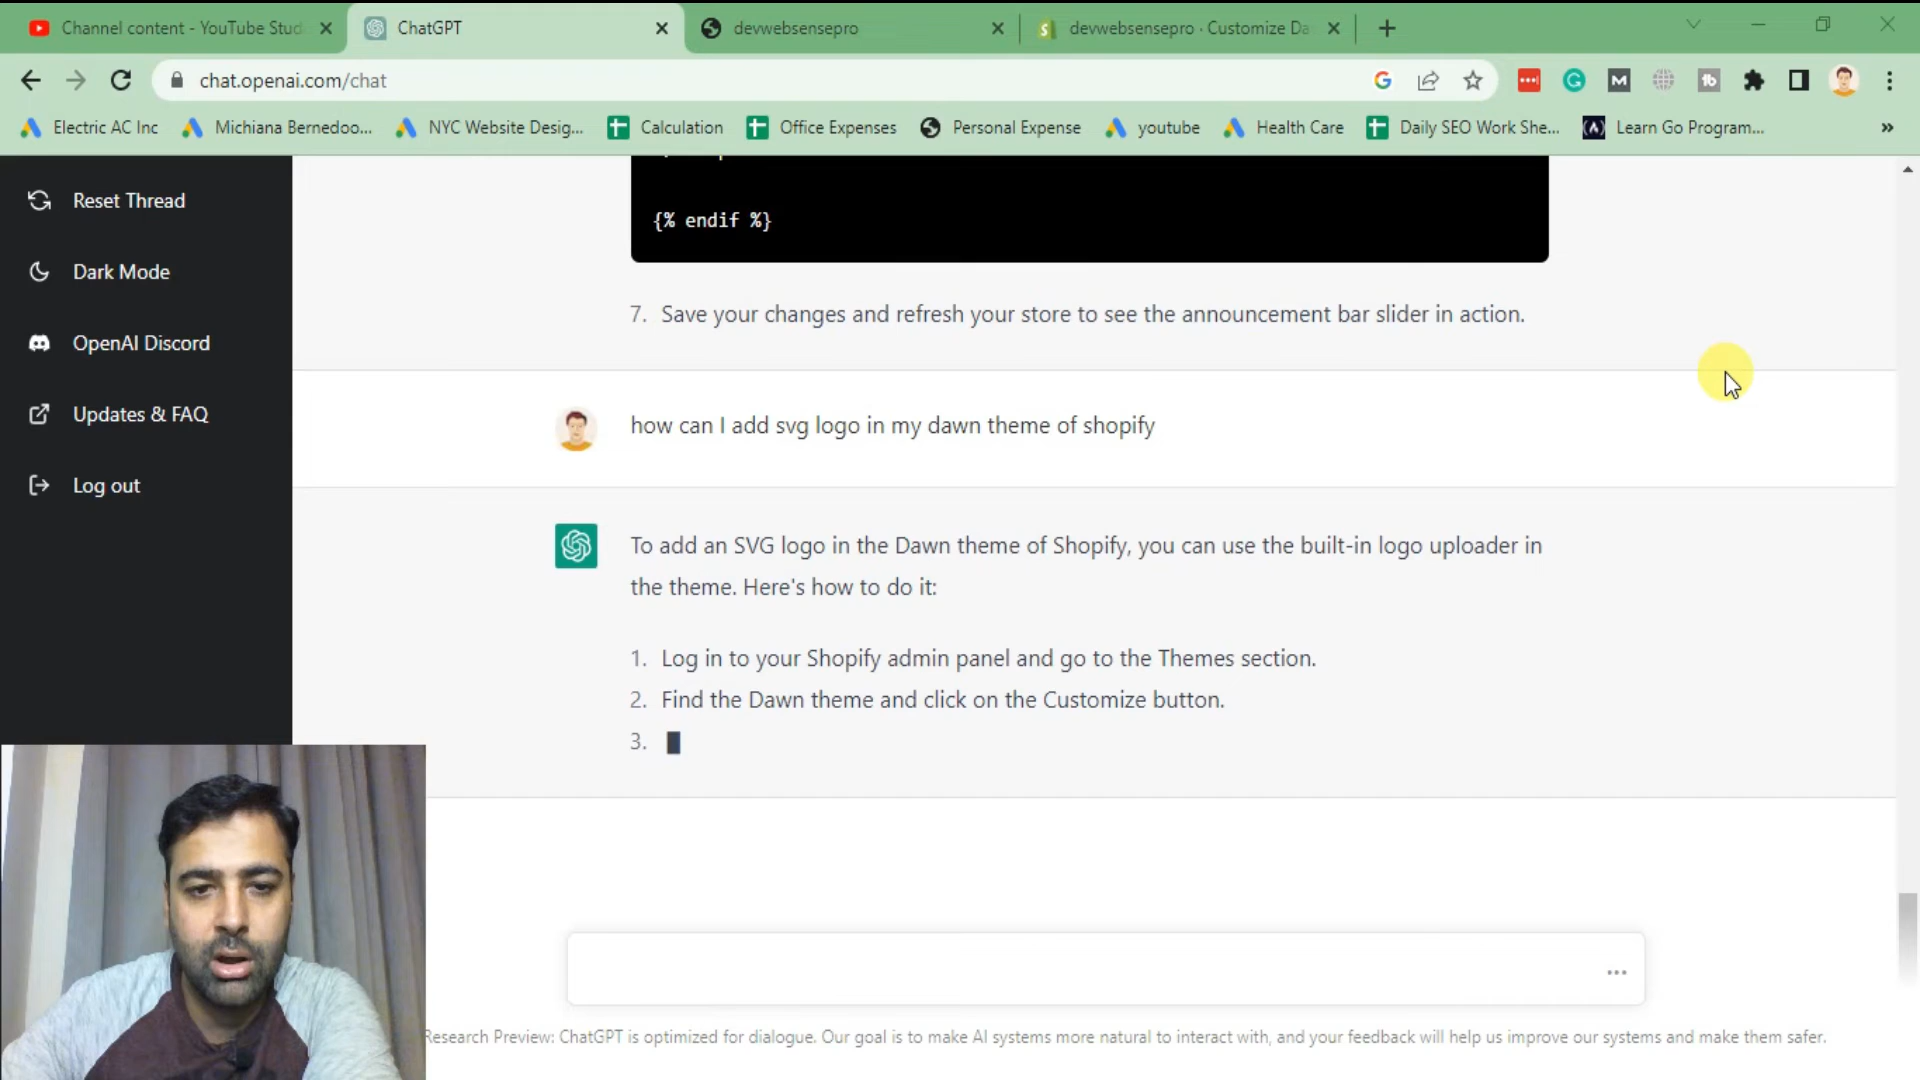 Channel content - YouTube Stud
ChatGPT
devwebsensepro
devwebsensepro · Customize Da
chat.openai.com/chat
Electric AC Inc
Michiana Bernedoo...
NYC Website Desig...
Calculation
Office Expenses
Personal Expense
youtube
Health Care
Daily SEO Work She...
Learn Go Program...
»
Reset Thread
Dark Mode
OpenAI Discord
Updates & FAQ
Log out
{% endif %}
7. Save your changes and refresh your store to see the announcement bar slider in action.
how can I add svg logo in my dawn theme of shopify
To add an SVG logo in the Dawn theme of Shopify, you can use the built-in logo uploader in
the theme. Here's how to do it:
1. Log in to your Shopify admin panel and go to the Themes section.
2. Find the Dawn theme and click on the Customize button.
3.
Research Preview: ChatGPT is optimized for dialogue. Our goal is to make AI systems more natural to interact with, and your feedback will help us improve our systems and make them safer.